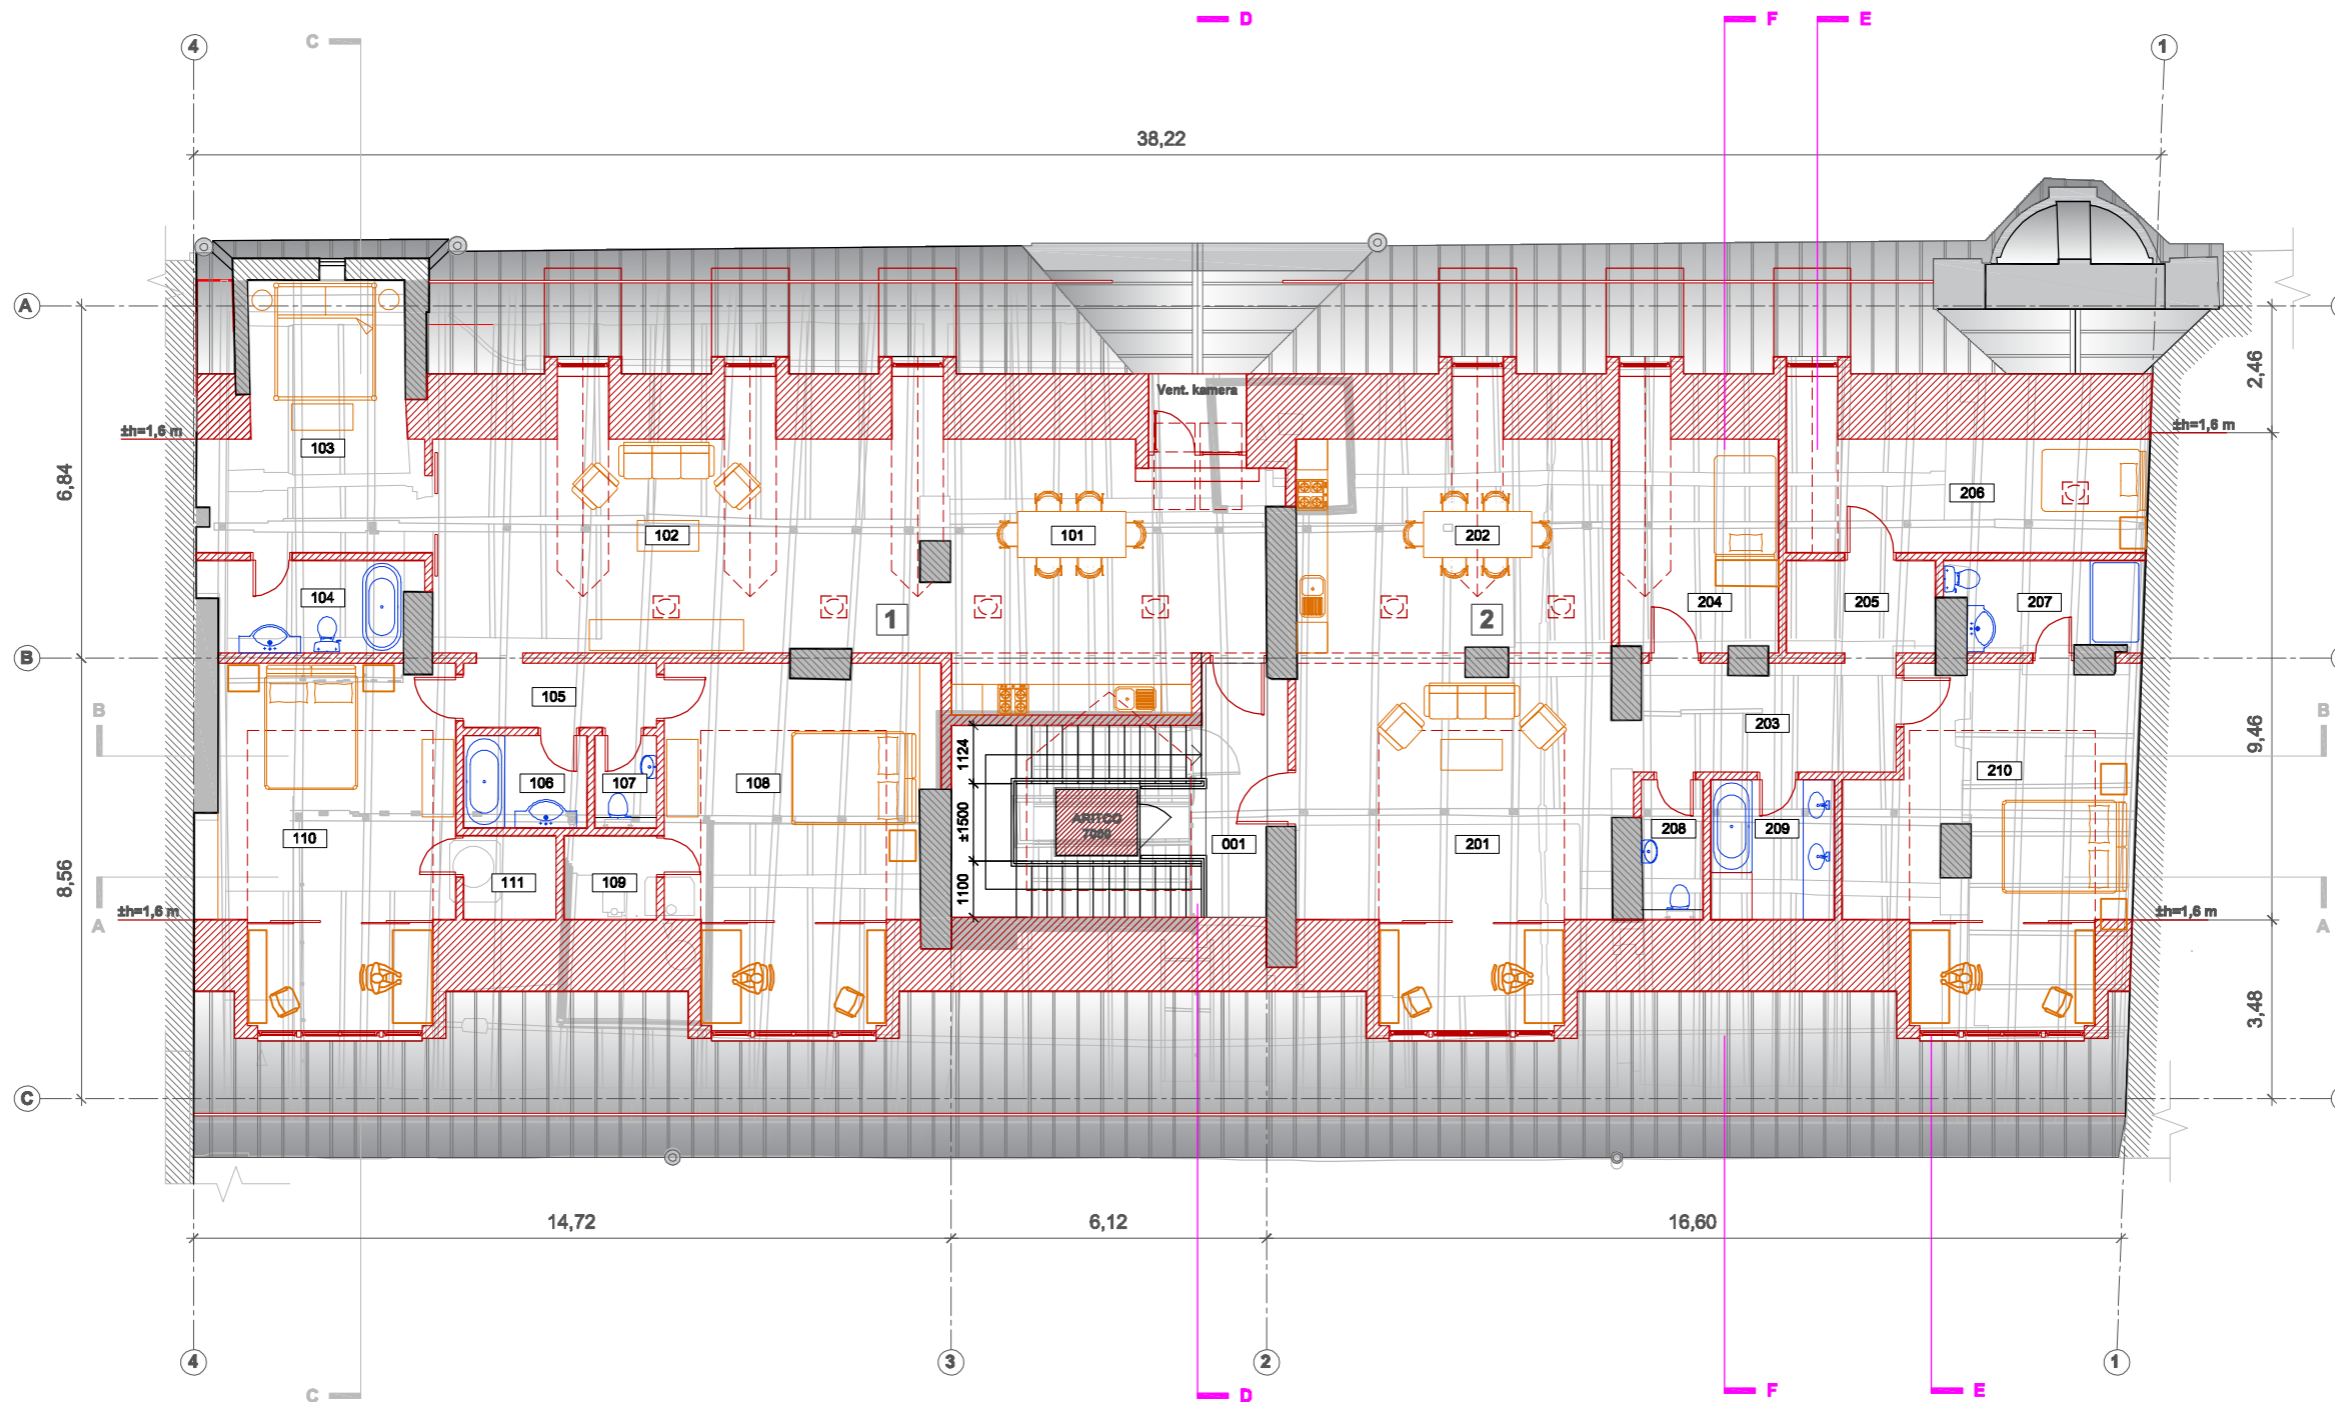 D F E
C
4 1
38,22
A
2,46
Vent. kamera
±h=1,6 m ±h=1,6 m
103
6,84
206
102 101 202
104 1 2 204 205 207
B
105
B B
203
1124
9,46
106 107 108 210
±1500
ARITCO
7000
110 001 201 208 209
8,56
1100
111 109
±h=1,6 m ±h=1,6 m
A A
3,48
C
14,72 6,12 16,60
4 3 2 1
C D F E